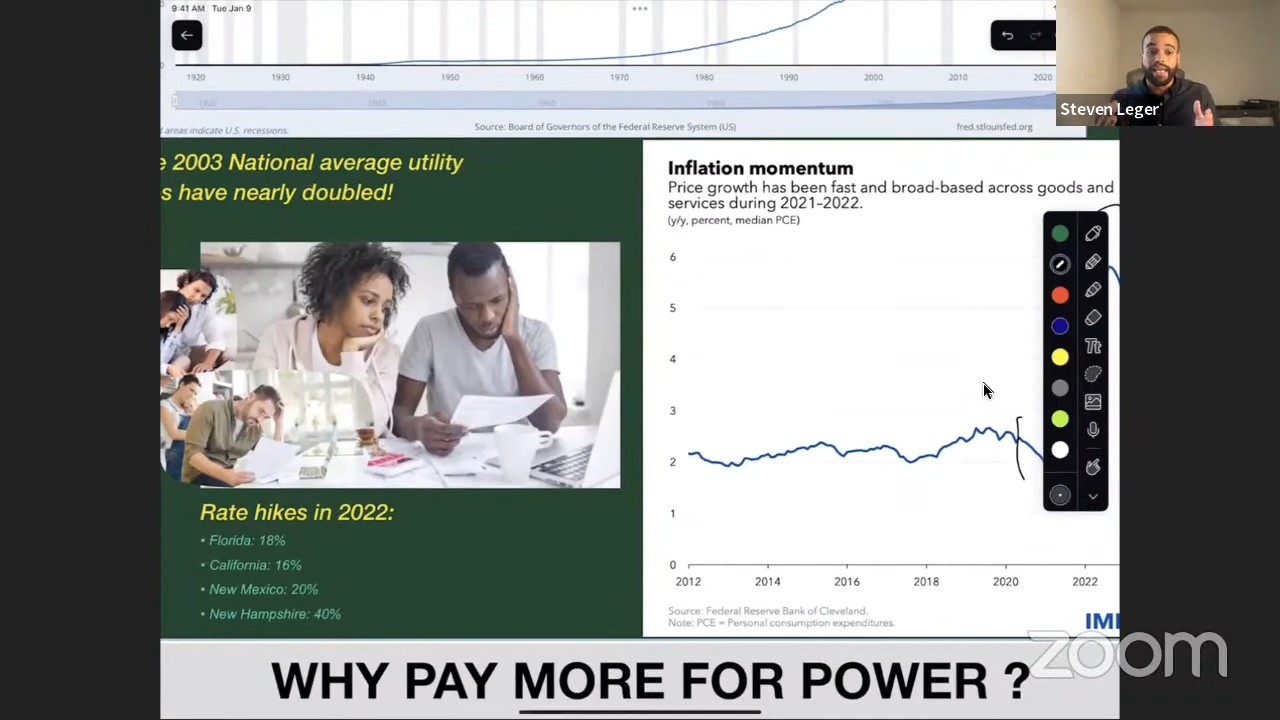 9:41 AM Tue Jan 9
1920 1930 1940 1950 1960 1970 1980 1990 2000 2010 2020
areas indicate U.S. recessions.
Source: Board of Governors of the Federal Reserve System (US)
fred.stlouisfed.org
Steven Leger
e 2003 National average utility
s have nearly doubled!
Rate hikes in 2022:
• Florida: 18%
• California: 16%
• New Mexico: 20%
• New Hampshire: 40%
Inflation momentum
Price growth has been fast and broad-based across goods and
services during 2021-2022.
(y/y, percent, median PCE)
6
5
4
3
2
1
0
2012 2014 2016 2018 2020 2022
Source: Federal Reserve Bank of Cleveland.
Note: PCE = Personal consumption expenditures.
IM
Tt
WHY PAY MORE FOR POWER ?
zoom